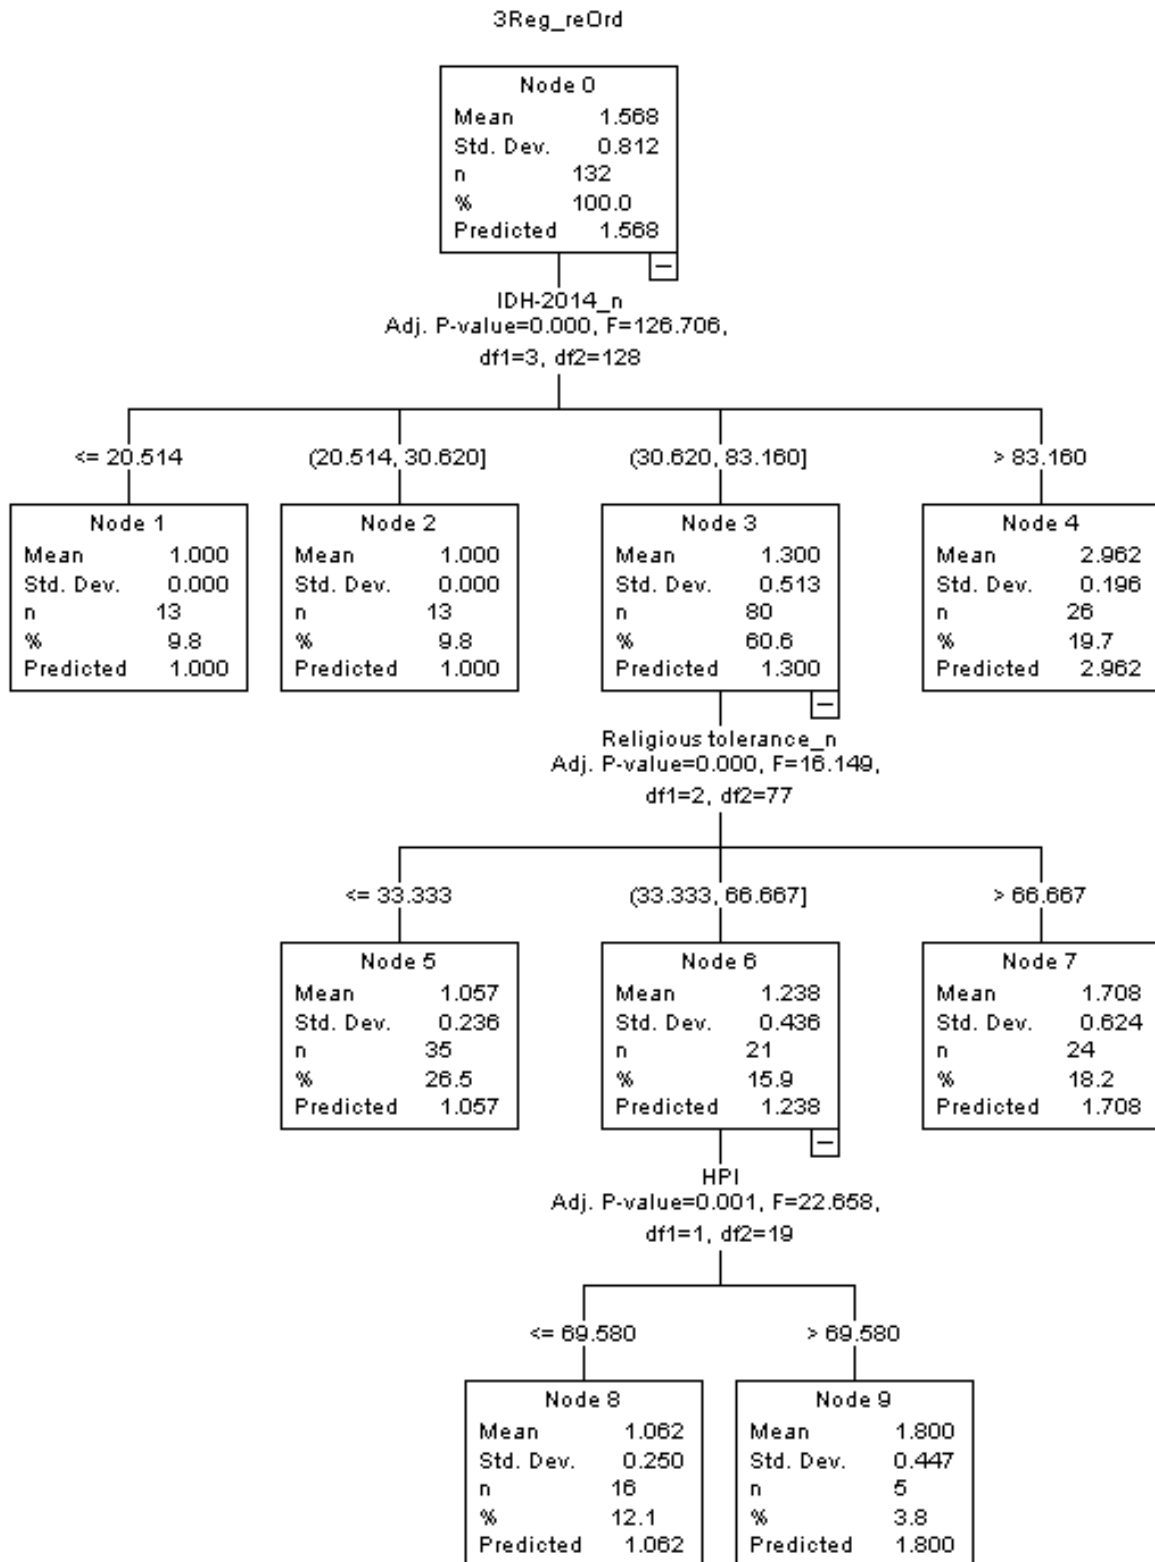 3Reg_reOrd
Node 0
Mean 1.568
Std. Dev. 0.812
n 132
% 100.0
Predicted 1.568
IDH-2014_n
Adj. P-value=0.000, F=126.706,
df1=3, df2=128
<= 20.514
(20.514, 30.620]
(30.620, 83.160]
> 83.160
Node 1
Mean 1.000
Std. Dev. 0.000
n 13
% 9.8
Predicted 1.000
Node 2
Mean 1.000
Std. Dev. 0.000
n 13
% 9.8
Predicted 1.000
Node 3
Mean 1.300
Std. Dev. 0.513
n 80
% 60.6
Predicted 1.300
Node 4
Mean 2.962
Std. Dev. 0.196
n 26
% 19.7
Predicted 2.962
Religious tolerance_n
Adj. P-value=0.000, F=16.149,
df1=2, df2=77
<= 33.333
(33.333, 66.667]
> 66.667
Node 5
Mean 1.057
Std. Dev. 0.236
n 35
% 26.5
Predicted 1.057
Node 6
Mean 1.238
Std. Dev. 0.436
n 21
% 15.9
Predicted 1.238
Node 7
Mean 1.708
Std. Dev. 0.624
n 24
% 18.2
Predicted 1.708
HPI
Adj. P-value=0.001, F=22.658,
df1=1, df2=19
<= 69.580
> 69.580
Node 8
Mean 1.062
Std. Dev. 0.250
n 16
% 12.1
Predicted 1.062
Node 9
Mean 1.800
Std. Dev. 0.447
n 5
% 3.8
Predicted 1.800